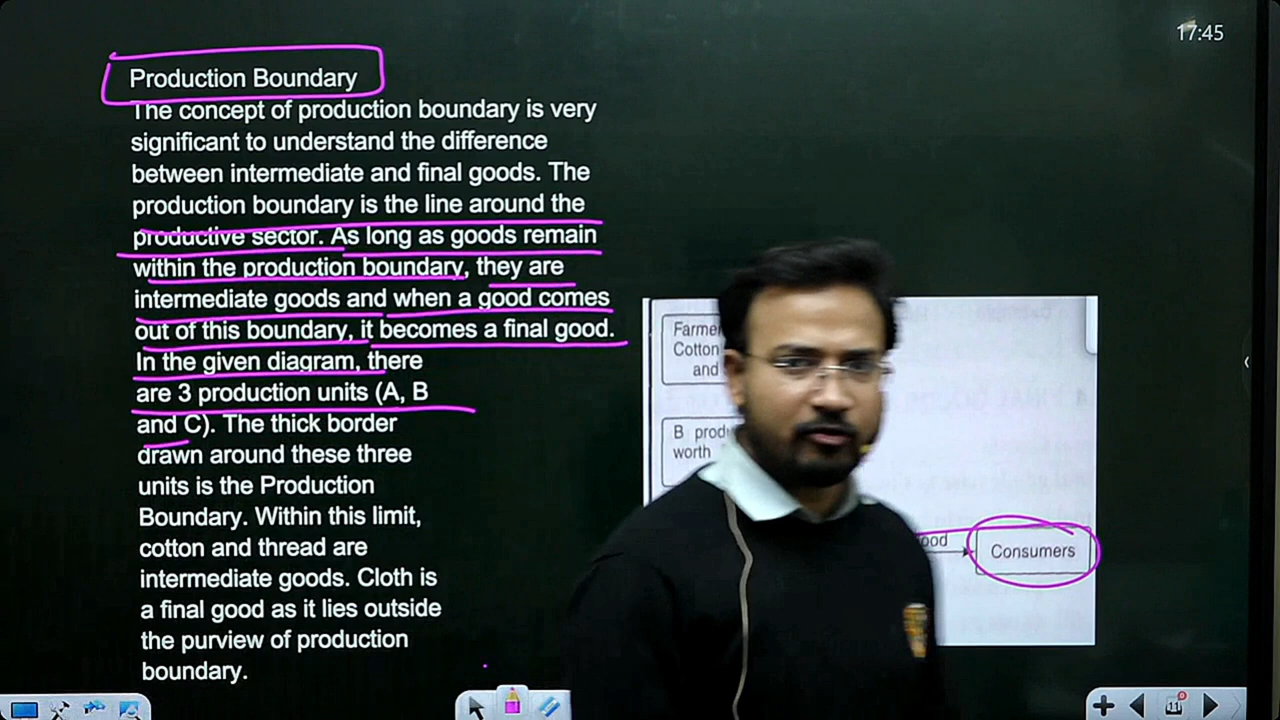 17:45
Production Boundary
The concept of production boundary is very
significant to understand the difference
between intermediate and final goods. The
production boundary is the line around the
productive sector. As long as goods remain
within the production boundary, they are
intermediate goods and when a good comes
out of this boundary, it becomes a final good.
In the given diagram, there
are 3 production units (A, B
and C). The thick border
drawn around these three
units is the Production
Boundary. Within this limit,
cotton and thread are
intermediate goods. Cloth is
a final good as it lies outside
the purview of production
boundary.
Cotton
and
B
worth
Consumers
11